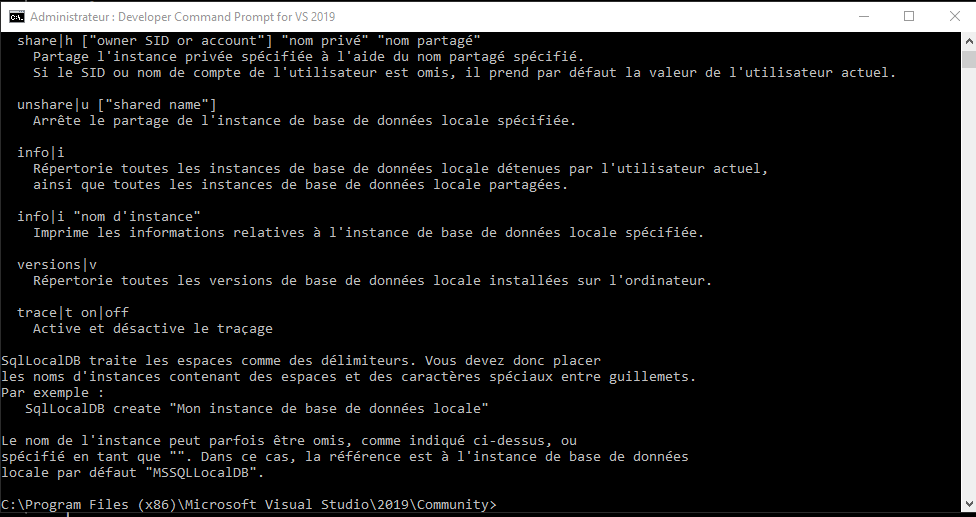 Administrateur : Developer Command Prompt for VS 2019
share|h ["owner SID or account"] "nom privé" "nom partagé"
Partage l'instance privée spécifiée à l'aide du nom partagé spécifié.
Si le SID ou nom de compte de l'utilisateur est omis, il prend par défaut la valeur de l'utilisateur actuel.
unshare|u ["shared name"]
Arrête le partage de l'instance de base de données locale spécifiée.
info|i
Répertorie toutes les instances de base de données locale détenues par l'utilisateur actuel,
ainsi que toutes les instances de base de données locale partagées.
info|i "nom d'instance"
Imprime les informations relatives à l'instance de base de données locale spécifiée.
versions|v
Répertorie toutes les versions de base de données locale installées sur l'ordinateur.
trace|t on|off
Active et désactive le traçage
SqlLocalDB traite les espaces comme des délimiteurs. Vous devez donc placer
les noms d'instances contenant des espaces et des caractères spéciaux entre guillemets.
Par exemple :
SqlLocalDB create "Mon instance de base de données locale"
Le nom de l'instance peut parfois être omis, comme indiqué ci-dessus, ou
spécifié en tant que "". Dans ce cas, la référence est à l'instance de base de données
locale par défaut "MSSQLLocalDB".
C:\Program Files (x86)\Microsoft Visual Studio\2019\Community>